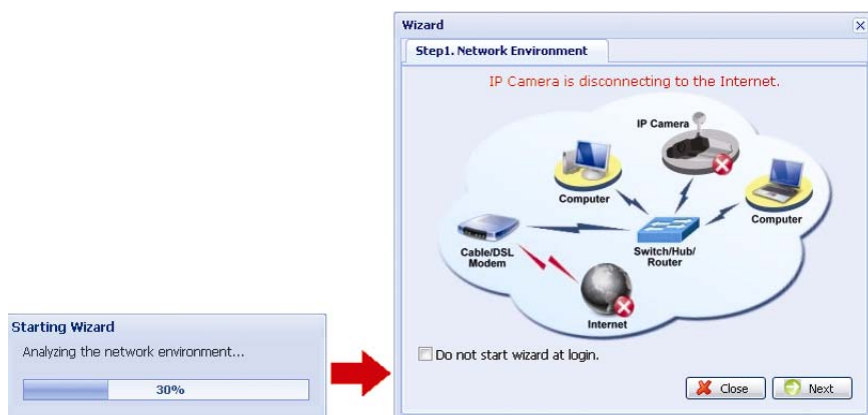 Starting Wizard
Analyzing the network environment...
30%
Wizard
Step1. Network Environment
IP Camera is disconnecting to the Internet.
IP Camera
Computer
Computer
Cable/DSL
Modem
Switch/Hub/
Router
Internet
Do not start wizard at login.
Close
Next